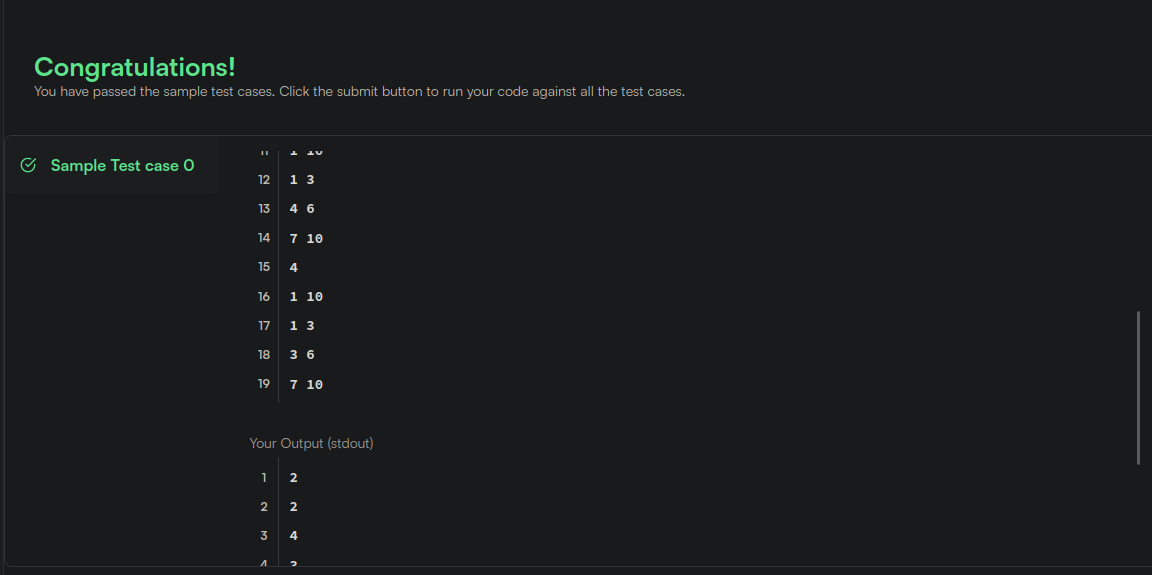 Congratulations!
You have passed the sample test cases. Click the submit button to run your code against all the test cases.
Sample Test case 0
11 1 10
12 1 3
13 4 6
14 7 10
15 4
16 1 10
17 1 3
18 3 6
19 7 10
Your Output (stdout)
1 2
2 2
3 4
4